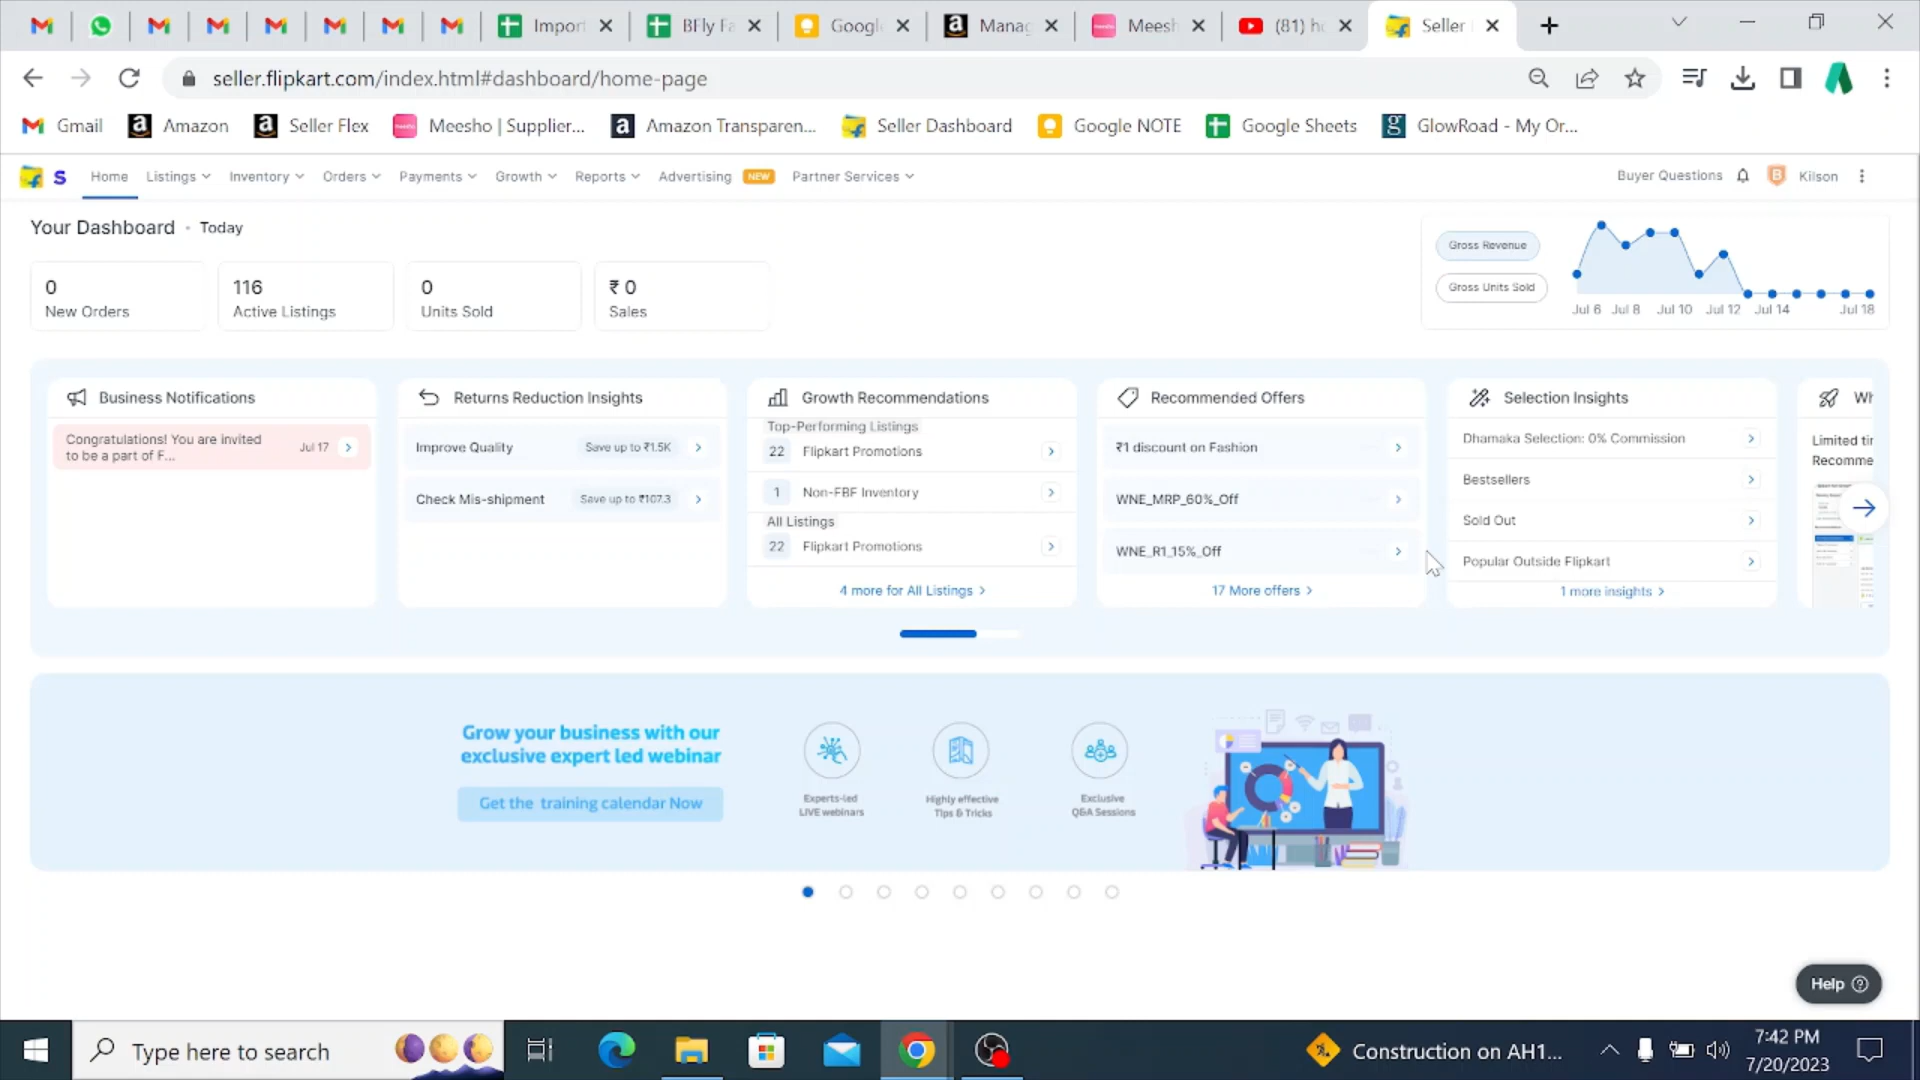 Impor
BFly Fa
Google
Manag
Meesh
(81) ho
Seller
seller.flipkart.com/index.html#dashboard/home-page
Gmail
Amazon
Seller Flex
Meesho | Supplier...
Amazon Transparen...
Seller Dashboard
Google NOTE
Google Sheets
GlowRoad - My Or...
Home
Listings
Inventory
Orders
Payments
Growth
Reports
Advertising
NEW
Partner Services
Buyer Questions
Kilson
Your Dashboard - Today
0
New Orders
116
Active Listings
0
Units Sold
₹ 0
Sales
Gross Revenue
Gross Units Sold
Jul 6 Jul 8 Jul 10 Jul 12 Jul 14 Jul 18
Business Notifications
Congratulations! You are invited
to be a part of F...
Jul 17
Returns Reduction Insights
Improve Quality
Save up to ₹1.5K
Check Mis-shipment
Save up to ₹107.3
Growth Recommendations
Top-Performing Listings
22 Flipkart Promotions
1 Non-FBF Inventory
All Listings
22 Flipkart Promotions
4 more for All Listings >
Recommended Offers
₹1 discount on Fashion
WNE_MRP_60%_Off
WNE_R1_15%_Off
17 More offers >
Selection Insights
Dhamaka Selection: 0% Commission
Bestsellers
Sold Out
Popular Outside Flipkart
1 more insights >
Wh
Limited tir
Recomme
Grow your business with our
exclusive expert led webinar
Get the training calendar Now
Experts-led
LIVE webinars
Highly effective
Tips & Tricks
Exclusive
Q&A Sessions
Help
Type here to search
Construction on AH1...
7:42 PM
7/20/2023